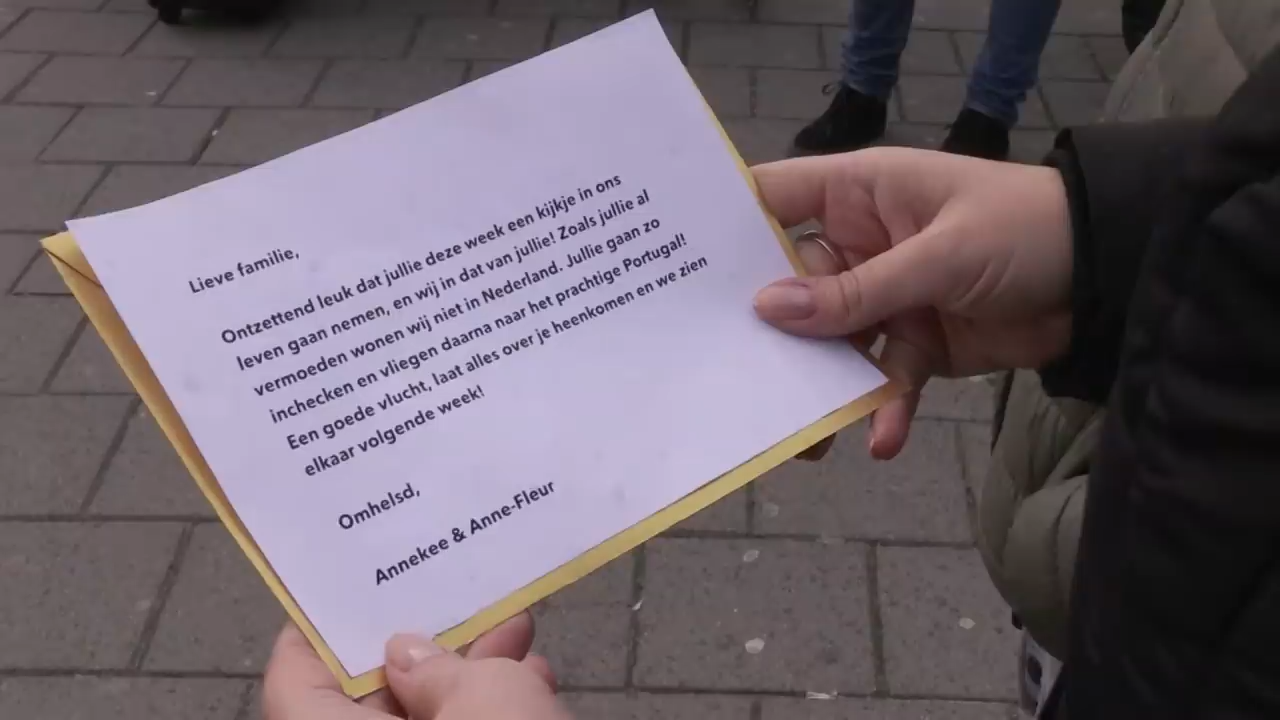 Lieve familie,
Ontzettend leuk dat jullie deze week een kijkje in ons
leven gaan nemen, en wij in dat van jullie! Zoals jullie al
vermoeden wonen wij niet in Nederland. Jullie gaan zo
inchecken en vliegen daarna naar het prachtige Portugal!
Een goede vlucht, laat alles over je heenkomen en we zien
elkaar volgende week!
Omhelsd,
Annekee & Anne-Fleur